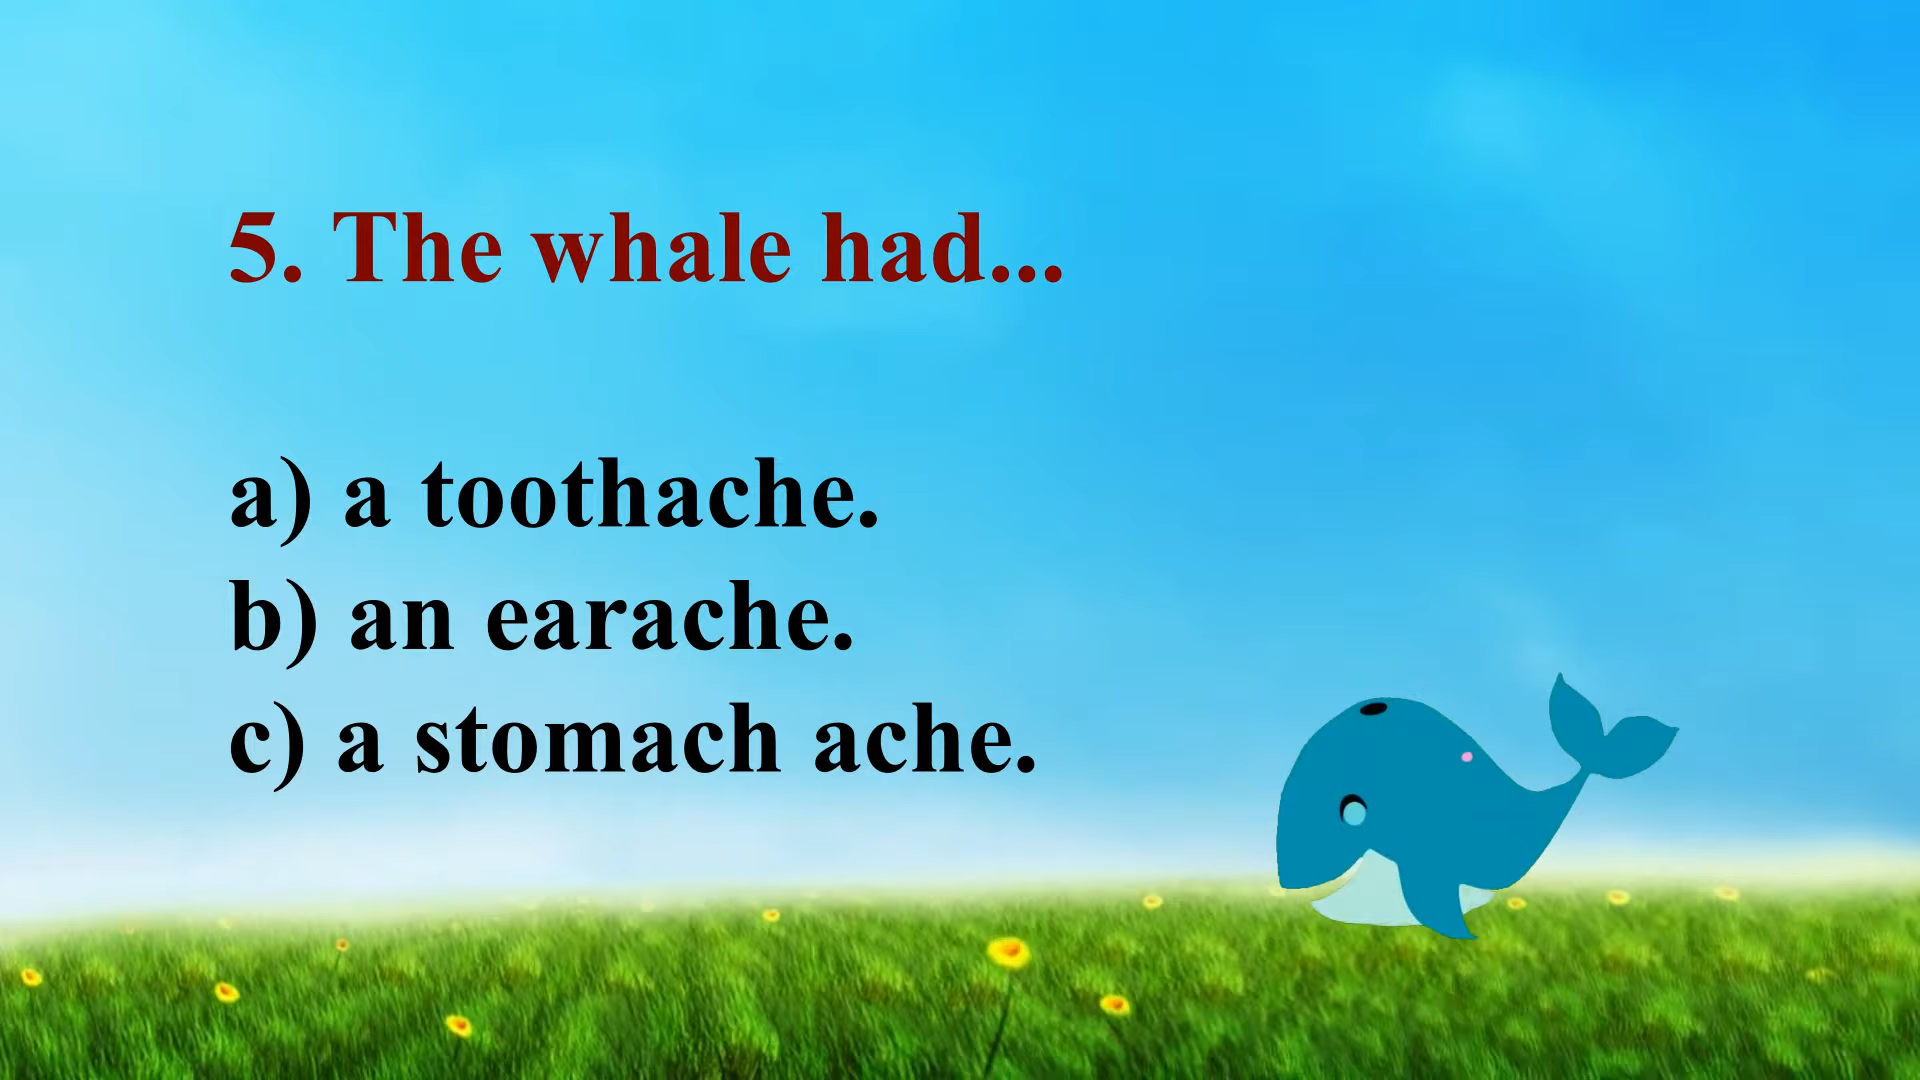 5. The whale had...
a) a toothache.
b) an earache.
c) a stomach ache.